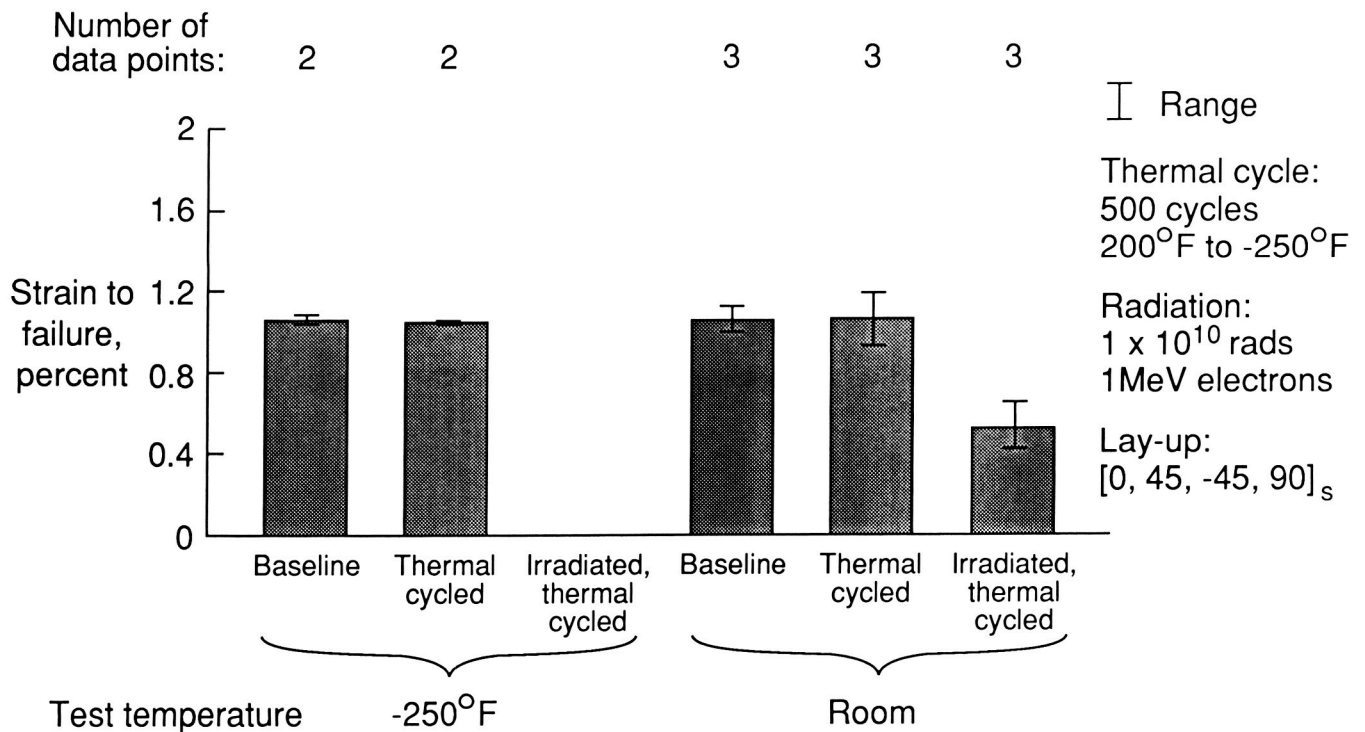 Number of
data points: 2 2 3 3 3
Range
Thermal cycle:
500 cycles
200°F to -250°F
Radiation:
1 x 10¹⁰ rads
1MeV electrons
Lay-up:
[0, 45, -45, 90]ₛ
Strain to
failure,
percent
2
1.6
1.2
0.8
0.4
0
Baseline
Thermal
cycled
Irradiated,
thermal
cycled
Baseline
Thermal
cycled
Irradiated,
thermal
cycled
Test temperature -250°F Room